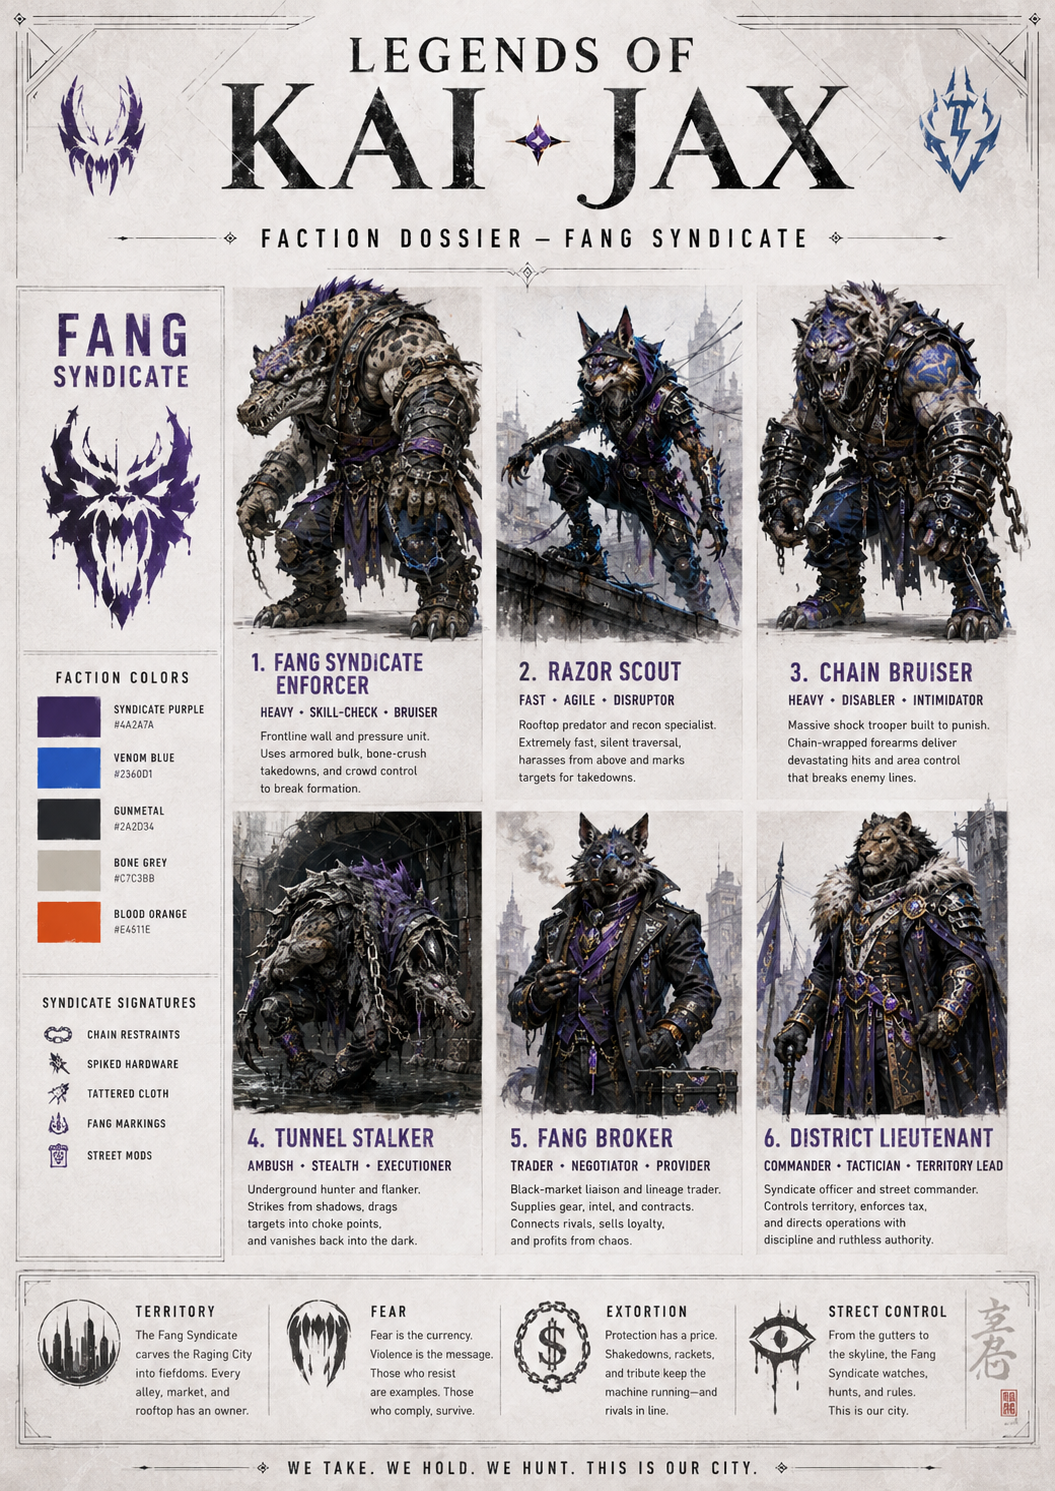 LEGENDS OF
KAI JAX
FACTION DOSSIER – FANG SYNDICATE
FANG
SYNDICATE
FACTION COLORS
SYNDICATE PURPLE
#4A2A7A
VENOM BLUE
#2360D1
GUNMETAL
#2A2D34
BONE GREY
#C7C3BB
BLOOD ORANGE
#E4511E
SYNDICATE SIGNATURES
CHAIN RESTRAINTS
SPIKED HARDWARE
TATTERED CLOTH
FANG MARKINGS
STREET MODS
1. FANG SYNDICATE
ENFORCER
HEAVY • SKILL-CHECK • BRUISER
Frontline wall and pressure unit.
Uses armored bulk, bone-crush
takedowns, and crowd control
to break formation.
2. RAZOR SCOUT
FAST • AGILE • DISRUPTOR
Rooftop predator and recon specialist.
Extremely fast, silent traversal,
harasses from above and marks
targets for takedowns.
3. CHAIN BRUISER
HEAVY • DISABLER • INTIMIDATOR
Massive shock trooper built to punish.
Chain-wrapped forearms deliver
devastating hits and area control
that breaks enemy lines.
4. TUNNEL STALKER
AMBUSH • STEALTH • EXECUTIONER
Underground hunter and flanker.
Strikes from shadows, drags
targets into choke points,
and vanishes back into the dark.
5. FANG BROKER
TRADER • NEGOTIATOR • PROVIDER
Black-market liaison and lineage trader.
Supplies gear, intel, and contracts.
Connects rivals, sells loyalty,
and profits from chaos.
6. DISTRICT LIEUTENANT
COMMANDER • TACTICIAN • TERRITORY LEAD
Syndicate officer and street commander.
Controls territory, enforces tax,
and directs operations with
discipline and ruthless authority.
TERRITORY
The Fang Syndicate
carves the Raging City
into fiefdoms. Every
alley, market, and
rooftop has an owner.
FEAR
Fear is the currency.
Violence is the message.
Those who resist
are examples. Those
who comply, survive.
$
EXTORTION
Protection has a price.
Shakedowns, rackets,
and tribute keep the
machine running—and
rivals in line.
STRECT CONTROL
From the gutters to
the skyline, the Fang
Syndicate watches,
hunts, and rules.
This is our city.
WE TAKE. WE HOLD. WE HUNT. THIS IS OUR CITY.